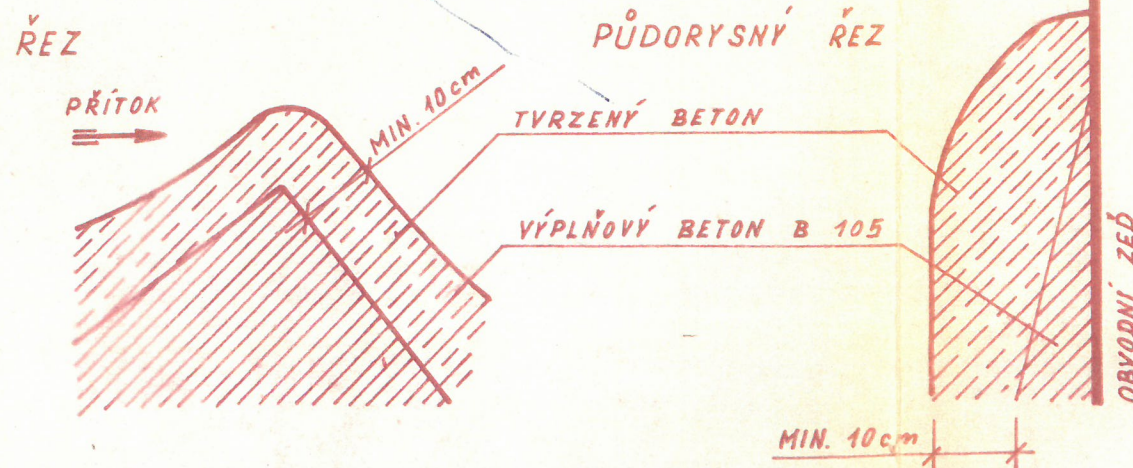 ŘEZ
PŮDORYSNÝ ŘEZ
PŘÍTOK
MIN. 10cm
TVRZENÝ BETON
VÝPLŇOVÝ BETON B 105
OBVODNÍ ZEĎ
MIN. 10cm